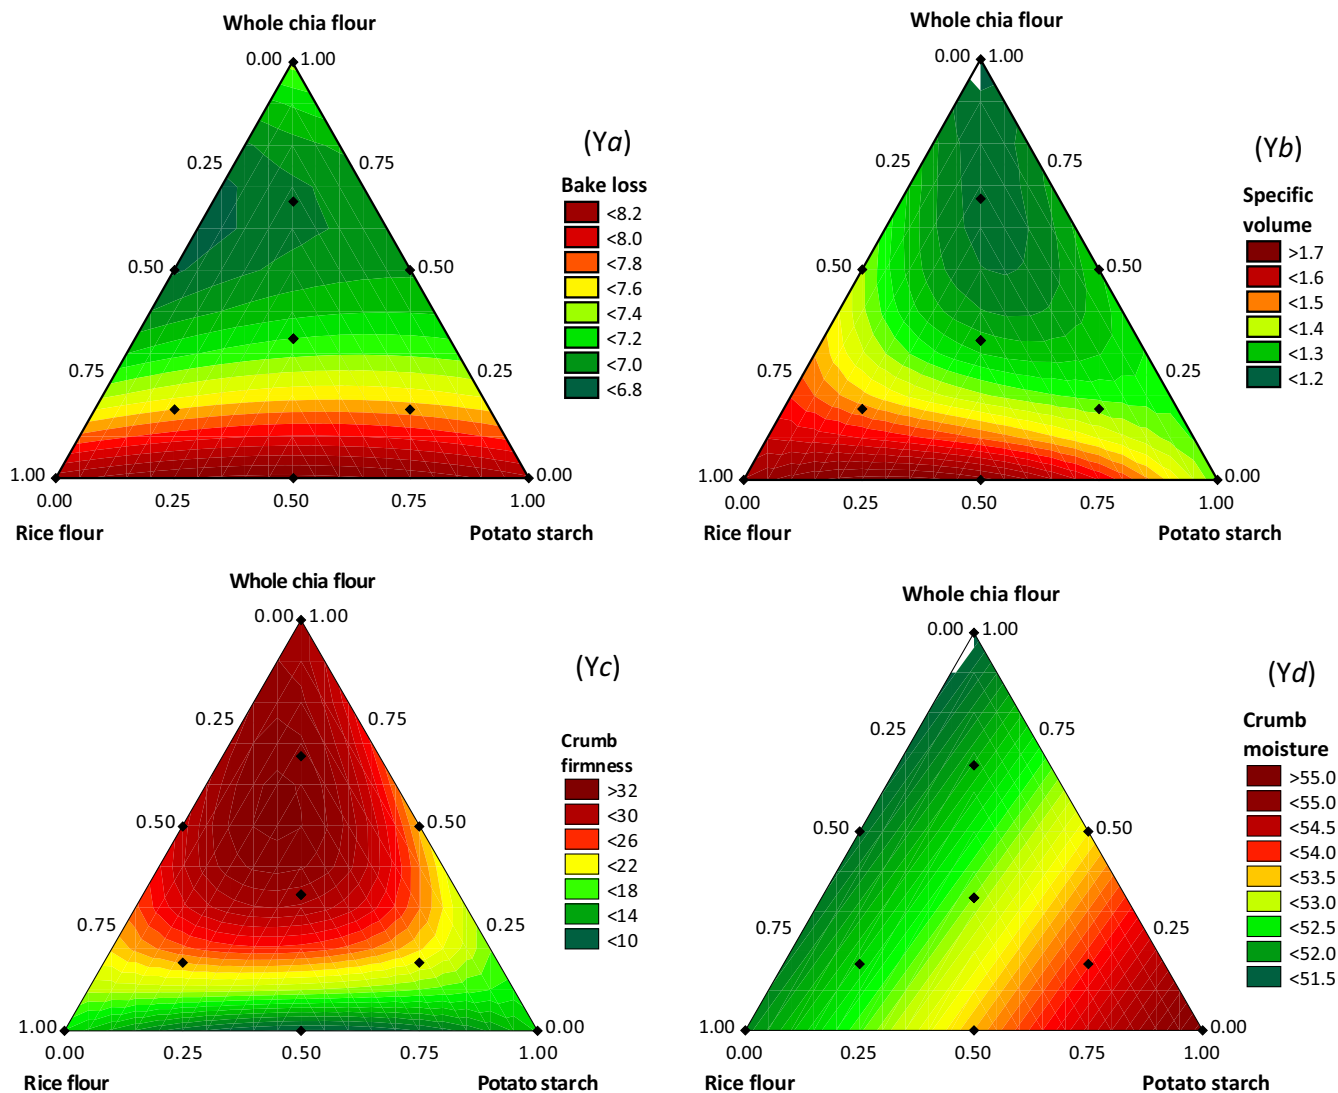 Whole chia flour
0.00 1.00
(Ya)
0.25 0.75
Bake loss
<8.2
<8.0
<7.8
<7.6
<7.4
<7.2
<7.0
<6.8
0.50 0.50
0.75 0.25
1.00 0.00
0.00 0.25 0.50 0.75 1.00
Rice flour Potato starch
Whole chia flour
0.00 1.00
(Yb)
0.25 0.75
Specific
volume
>1.7
<1.6
<1.5
<1.4
<1.3
<1.2
0.50 0.50
0.75 0.25
1.00 0.00
0.00 0.25 0.50 0.75 1.00
Rice flour Potato starch
Whole chia flour
0.00 1.00
(Yc)
0.25 0.75
Crumb
firmness
>32
<30
<26
<22
<18
<14
<10
0.50 0.50
0.75 0.25
1.00 0.00
0.00 0.25 0.50 0.75 1.00
Rice flour Potato starch
Whole chia flour
0.00 1.00
(Yd)
0.25 0.75
Crumb
moisture
>55.0
<55.0
<54.5
<54.0
<53.5
<53.0
<52.5
<52.0
<51.5
0.50 0.50
0.75 0.25
1.00 0.00
0.00 0.25 0.50 0.75 1.00
Rice flour Potato starch